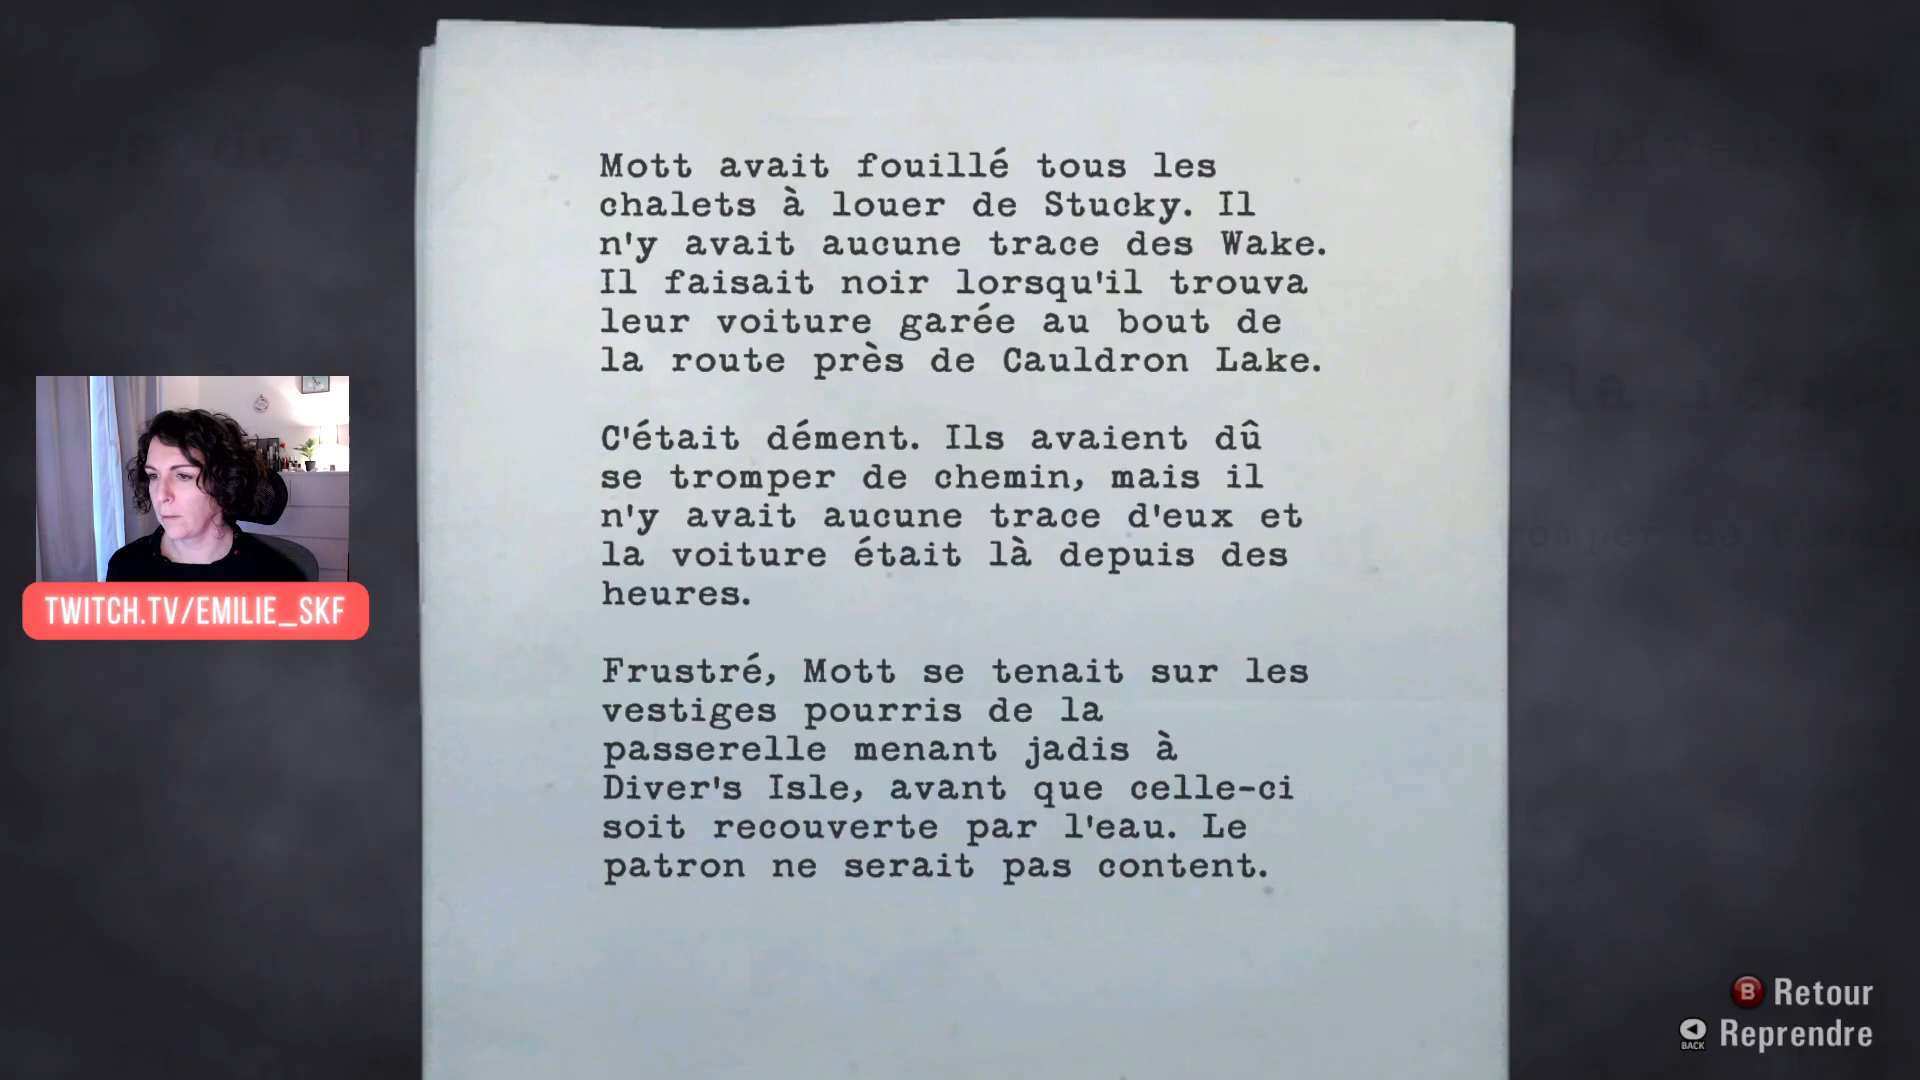 Mott avait fouillé tous les
chalets à louer de Stucky. Il
n'y avait aucune trace des Wake.
Il faisait noir lorsqu'il trouva
leur voiture garée au bout de
la route près de Cauldron Lake.
C'était dément. Ils avaient dû
se tromper de chemin, mais il
n'y avait aucune trace d'eux et
la voiture était là depuis des
heures.
Frustré, Mott se tenait sur les
vestiges pourris de la
passerelle menant jadis à
Diver's Isle, avant que celle-ci
soit recouverte par l'eau. Le
patron ne serait pas content.
TWITCH.TV/EMILIE_SKF
B Retour
BACK Reprendre